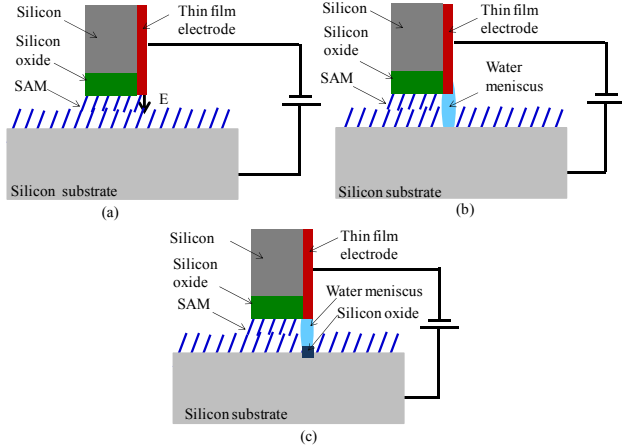 Silicon
Thin film
electrode
Silicon
oxide
SAM
E
Silicon substrate
(a)
Silicon
Thin film
electrode
Silicon
oxide
Water
meniscus
SAM
Silicon substrate
(b)
Silicon
Thin film
electrode
Silicon
oxide
Water meniscus
SAM
Silicon oxide
Silicon substrate
(c)